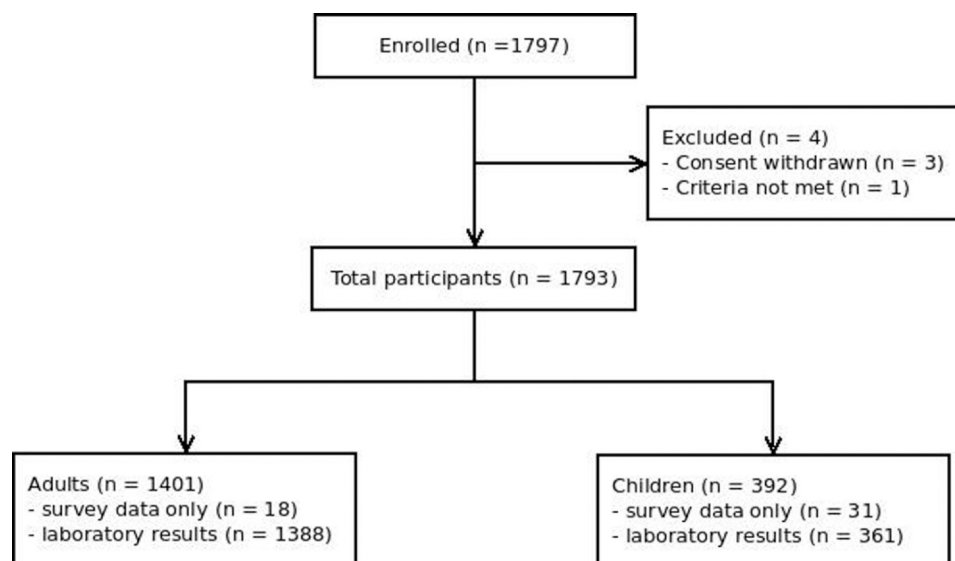 Enrolled (n =1797)
Excluded (n = 4)
- Consent withdrawn (n = 3)
- Criteria not met (n = 1)
Total participants (n = 1793)
Adults (n = 1401)
- survey data only (n = 18)
- laboratory results (n = 1388)
Children (n = 392)
- survey data only (n = 31)
- laboratory results (n = 361)